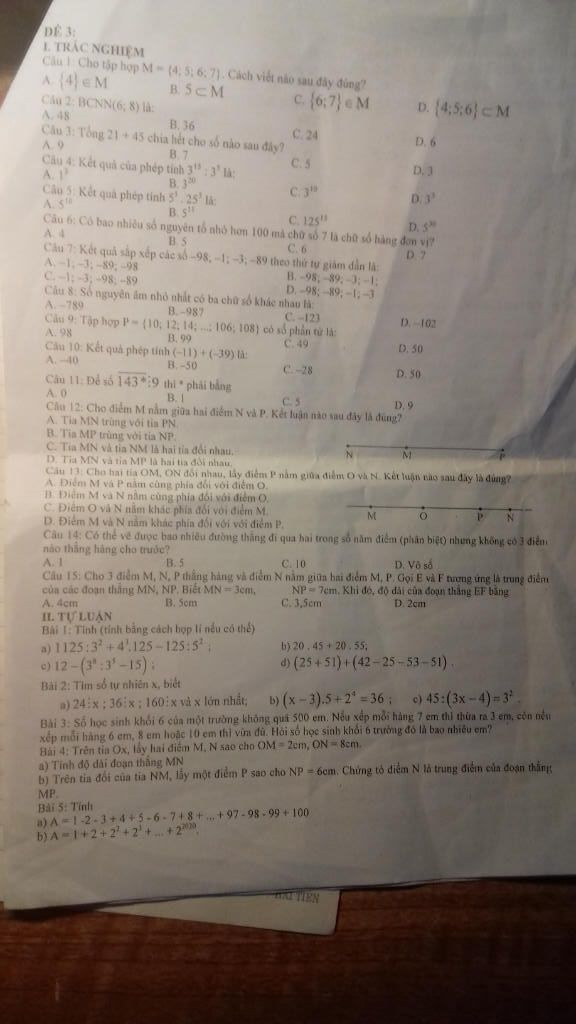 ĐỀ 3:
I. TRẮC NGHIỆM
Câu 1: Cho tập hợp M = {4; 5; 6; 7}. Cách viết nào sau đây đúng?
A. {4} ∈ M B. 5 ⊂ M C. {6;7} ∈ M D. {4;5;6} ⊂ M
Câu 2: BCNN(6; 8) là:
A. 48 B. 36 C. 24 D. 6
Câu 3: Tổng 21 + 45 chia hết cho số nào sau đây?
A. 9 B. 7 C. 5 D. 3
Câu 4: Kết quả của phép tính 3¹⁵ : 3⁵ là:
A. 1³ B. 3²⁰ C. 3¹⁰ D. 3³
Câu 5: Kết quả phép tính 5⁵ . 25³ là:
A. 5¹⁰ B. 5¹¹ C. 125¹⁵ D. 5³⁰
Câu 6: Có bao nhiêu số nguyên tố nhỏ hơn 100 mà chữ số 7 là chữ số hàng đơn vị?
A. 4 B. 5 C. 6 D. 7
Câu 7: Kết quả sắp xếp các số −98; −1; −3; −89 theo thứ tự giảm dần là:
A. −1; −3; −89; −98 B. −98; −89; −3; −1;
C. −1; −3; −98; −89 D. −98; −89; −1; −3
Câu 8: Số nguyên âm nhỏ nhất có ba chữ số khác nhau là:
A. −789 B. −987 C. −123 D. −102
Câu 9: Tập hợp P = {10; 12; 14; ...; 106; 108} có số phần tử là:
A. 98 B. 99 C. 49 D. 50
Câu 10: Kết quả phép tính (−11) + (−39) là:
A. −40 B. −50 C. −28 D. 50
Câu 11: Để số 143*⋮9 thì * phải bằng
A. 0 B. 1 C. 5 D. 9
Câu 12: Cho điểm M nằm giữa hai điểm N và P. Kết luận nào sau đây là đúng?
A. Tia MN trùng với tia PN.
B. Tia MP trùng với tia NP.
C. Tia MN và tia NM là hai tia đối nhau.
D. Tia MN và tia MP là hai tia đối nhau.
N M P
Câu 13: Cho hai tia OM, ON đối nhau, lấy điểm P nằm giữa điểm O và N. Kết luận nào sau đây là đúng?
A. Điểm M và P nằm cùng phía đối với điểm O.
B. Điểm M và N nằm cùng phía đối với điểm O.
C. Điểm O và N nằm khác phía đối với điểm M.
D. Điểm M và N nằm khác phía đối với điểm P.
M O P N
Câu 14: Có thể vẽ được bao nhiêu đường thẳng đi qua hai trong số năm điểm (phân biệt) nhưng không có 3 điểm
nào thẳng hàng cho trước?
A. 1 B. 5 C. 10 D. Vô số
Câu 15: Cho 3 điểm M, N, P thẳng hàng và điểm N nằm giữa hai điểm M, P. Gọi E và F tương ứng là trung điểm
của các đoạn thẳng MN, NP. Biết MN = 3cm, NP = 7cm. Khi đó, độ dài của đoạn thẳng EF bằng
A. 4cm B. 5cm C. 3,5cm D. 2cm
II. TỰ LUẬN
Bài 1: Tính (tính bằng cách hợp lí nếu có thể)
a) 1125:3² + 4³.125 − 125:5² ; b) 20 . 45 + 20 . 55;
c) 12 − (3⁸ : 3⁵ − 15) ; d) (25 + 51) + (42 − 25 − 53 − 51) .
Bài 2: Tìm số tự nhiên x, biết
a) 24⋮x ; 36⋮x ; 160⋮x và x lớn nhất; b) (x − 3).5 + 2⁴ = 36 ; c) 45 : (3x − 4) = 3² .
Bài 3: Số học sinh khối 6 của một trường không quá 500 em. Nếu xếp mỗi hàng 7 em thì thừa ra 3 em, còn nếu
xếp mỗi hàng 6 em, 8 em hoặc 10 em thì vừa đủ. Hỏi số học sinh khối 6 trường đó là bao nhiêu em?
Bài 4: Trên tia Ox, lấy hai điểm M, N sao cho OM = 2cm, ON = 8cm.
a) Tính độ dài đoạn thẳng MN
b) Trên tia đối của tia NM, lấy một điểm P sao cho NP = 6cm. Chứng tỏ điểm N là trung điểm của đoạn thẳng
MP.
Bài 5: Tính
a) A = 1 -2 - 3 + 4 + 5 - 6 - 7 + 8 + ... + 97 - 98 - 99 + 100
b) A = 1 + 2 + 2² + 2³ + ... + 2²⁰²⁰.
HẢI TIẾN